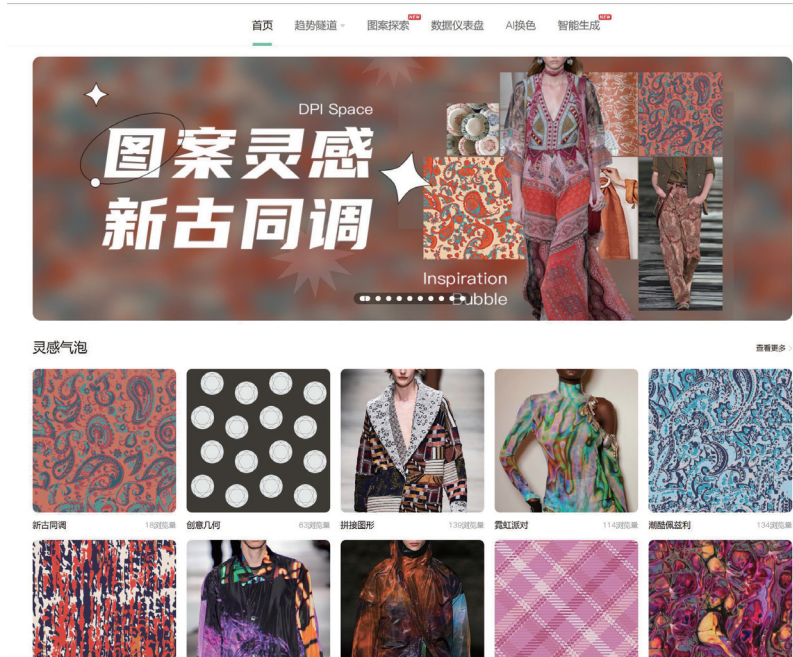 首页 趋势隧道 图案探索 NEW 数据仪表盘 AI换色 智能生成 NEW
DPI Space
图案灵感
新古同调
Inspiration
Bubble
灵感气泡 查看更多
新古同调 18浏览量 创意几何 63浏览量 拼接图形 139浏览量 霓虹派对 114浏览量 潮酷佩兹利 134浏览量